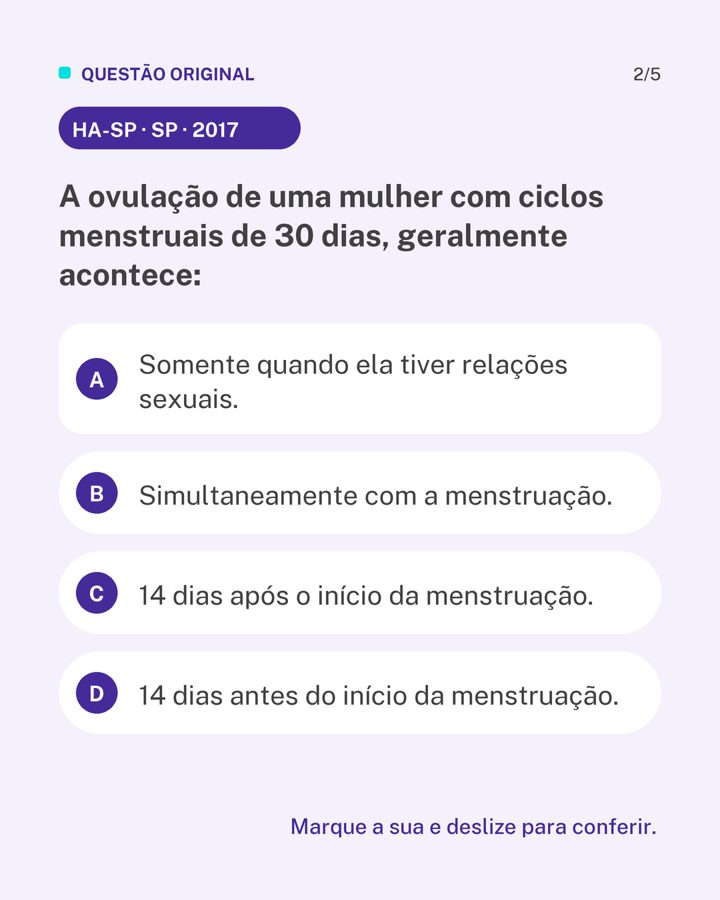 QUESTÃO ORIGINAL
2/5
HA-SP · SP · 2017
A ovulação de uma mulher com ciclos
menstruais de 30 dias, geralmente
acontece:
A
Somente quando ela tiver relações
sexuais.
B
Simultaneamente com a menstruação.
C
14 dias após o início da menstruação.
D
14 dias antes do início da menstruação.
Marque a sua e deslize para conferir.